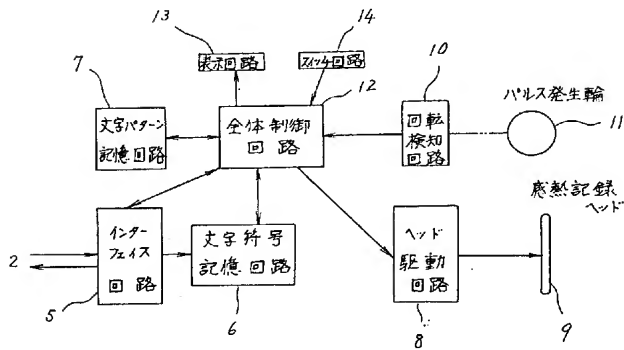 13
14
表示回路
スイッチ回路
7
12
10
文字パターン
記憶回路
全体制御
回路
回転
検知
回路
パルス発生輪
11
感熱記録
ヘッド
2
インター
フェイス
回路
文字符号
記憶回路
ヘッド
駆動
回路
5
6
8
9